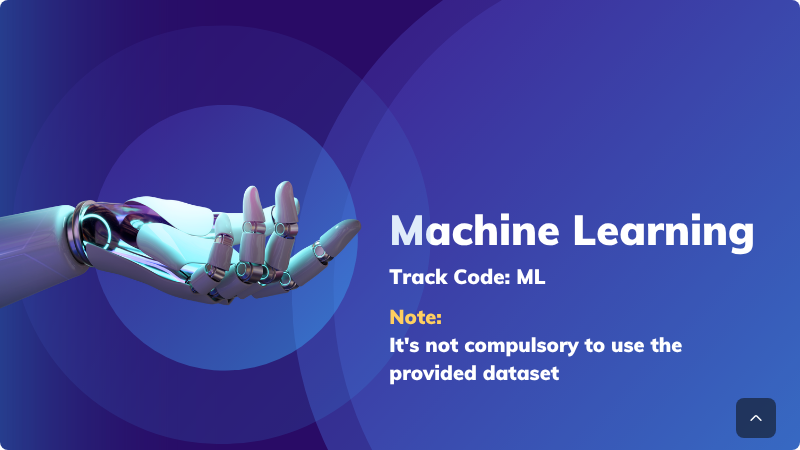 Machine Learning
Track Code: ML
Note:
It's not compulsory to use the
provided dataset